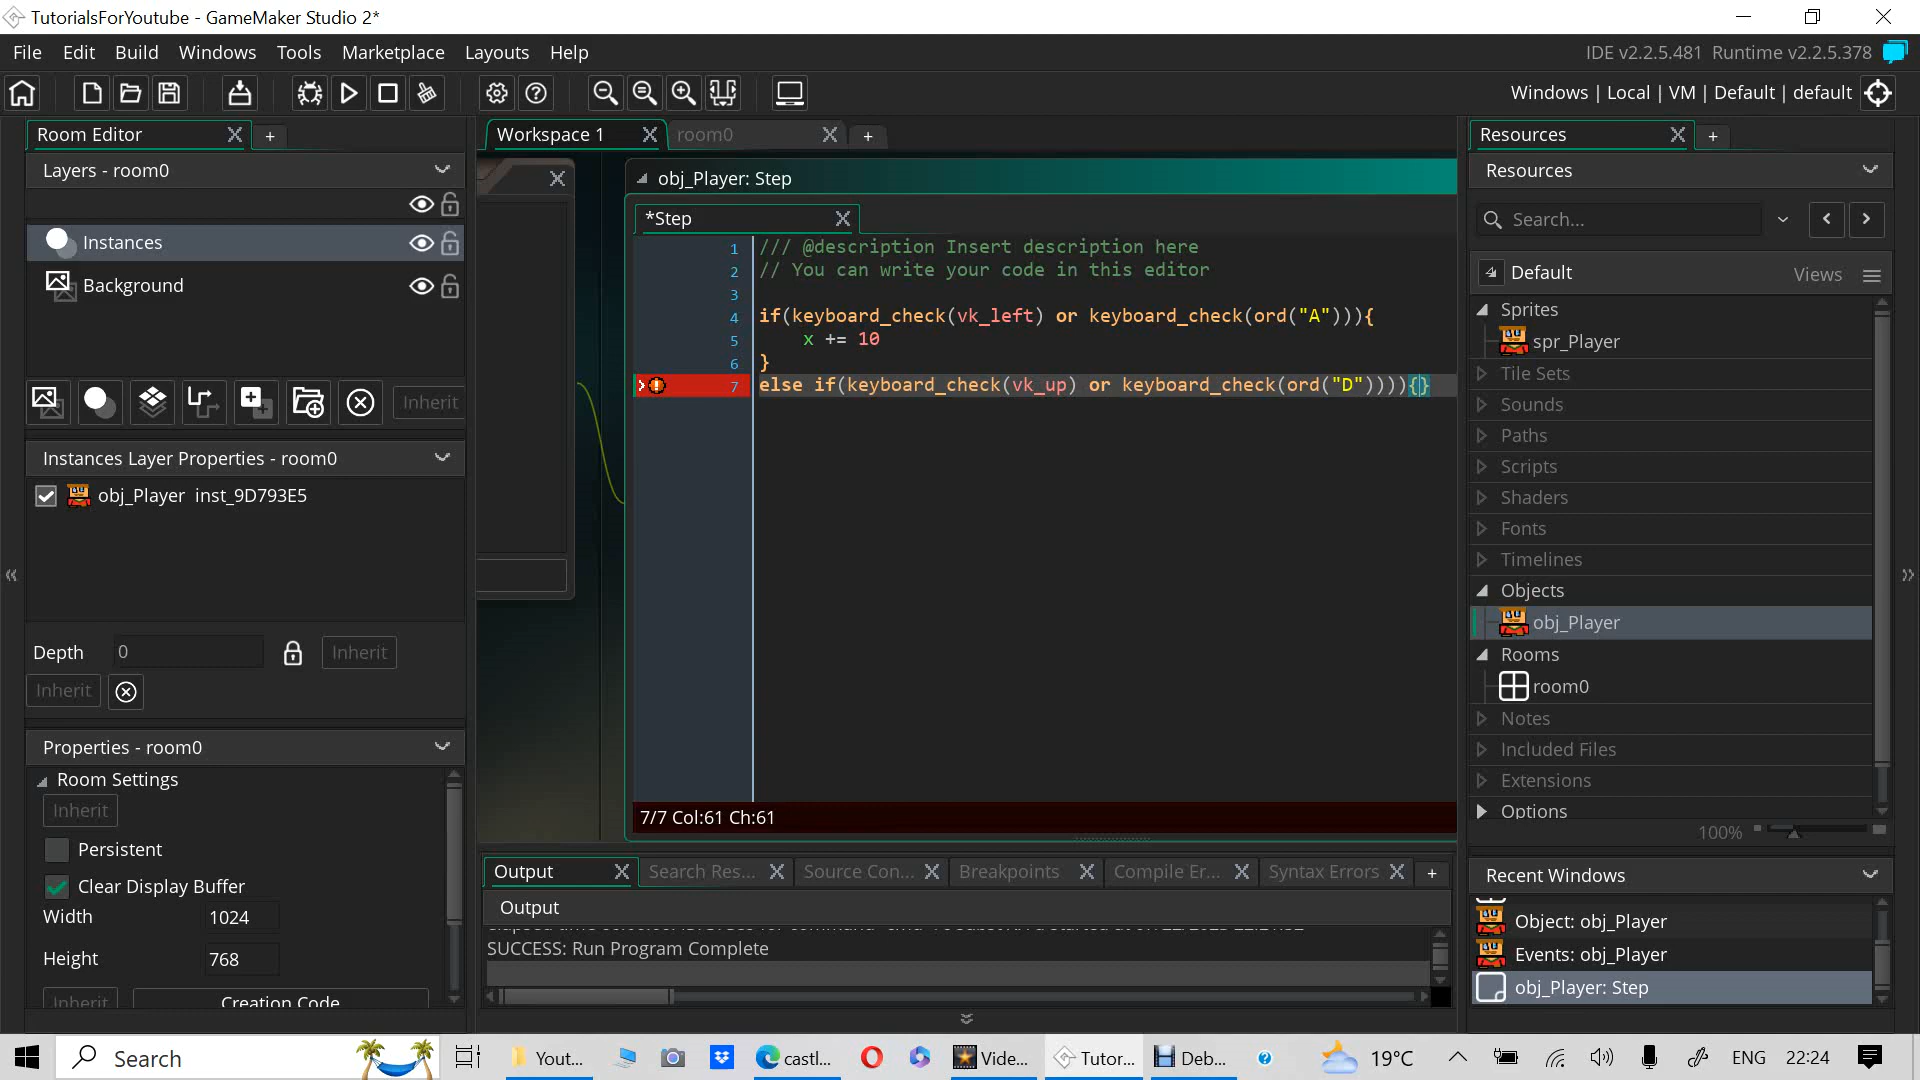 TutorialsForYoutube - GameMaker Studio 2*
File Edit Build Windows Tools Marketplace Layouts Help
IDE v2.2.5.481 Runtime v2.2.5.378
Windows | Local | VM | Default | default
Room Editor
Workspace 1
room0
Resources
Layers - room0
obj_Player: Step
Resources
*Step
Search...
Instances
Background
Default
Views
1 /// @description Insert description here
2 // You can write your code in this editor
3
4 if(keyboard_check(vk_left) or keyboard_check(ord("A"))){
5 x += 10
6 }
7 else if(keyboard_check(vk_up) or keyboard_check(ord("D")))){}
Sprites
spr_Player
Tile Sets
Sounds
Paths
Scripts
Shaders
Fonts
Timelines
Objects
obj_Player
Rooms
room0
Notes
Included Files
Extensions
Options
100%
Inherit
Instances Layer Properties - room0
obj_Player inst_9D793E5
Depth 0 Inherit
Inherit
Properties - room0
Room Settings
Inherit
Persistent
Clear Display Buffer
Width 1024
Height 768
Inherit Creation Code
7/7 Col:61 Ch:61
Output Search Res... Source Con... Breakpoints Compile Er... Syntax Errors
Output
SUCCESS: Run Program Complete
Recent Windows
Object: obj_Player
Events: obj_Player
obj_Player: Step
Search
Yout...
castl...
Vide...
Tutor...
Deb...
19°C
ENG
22:24